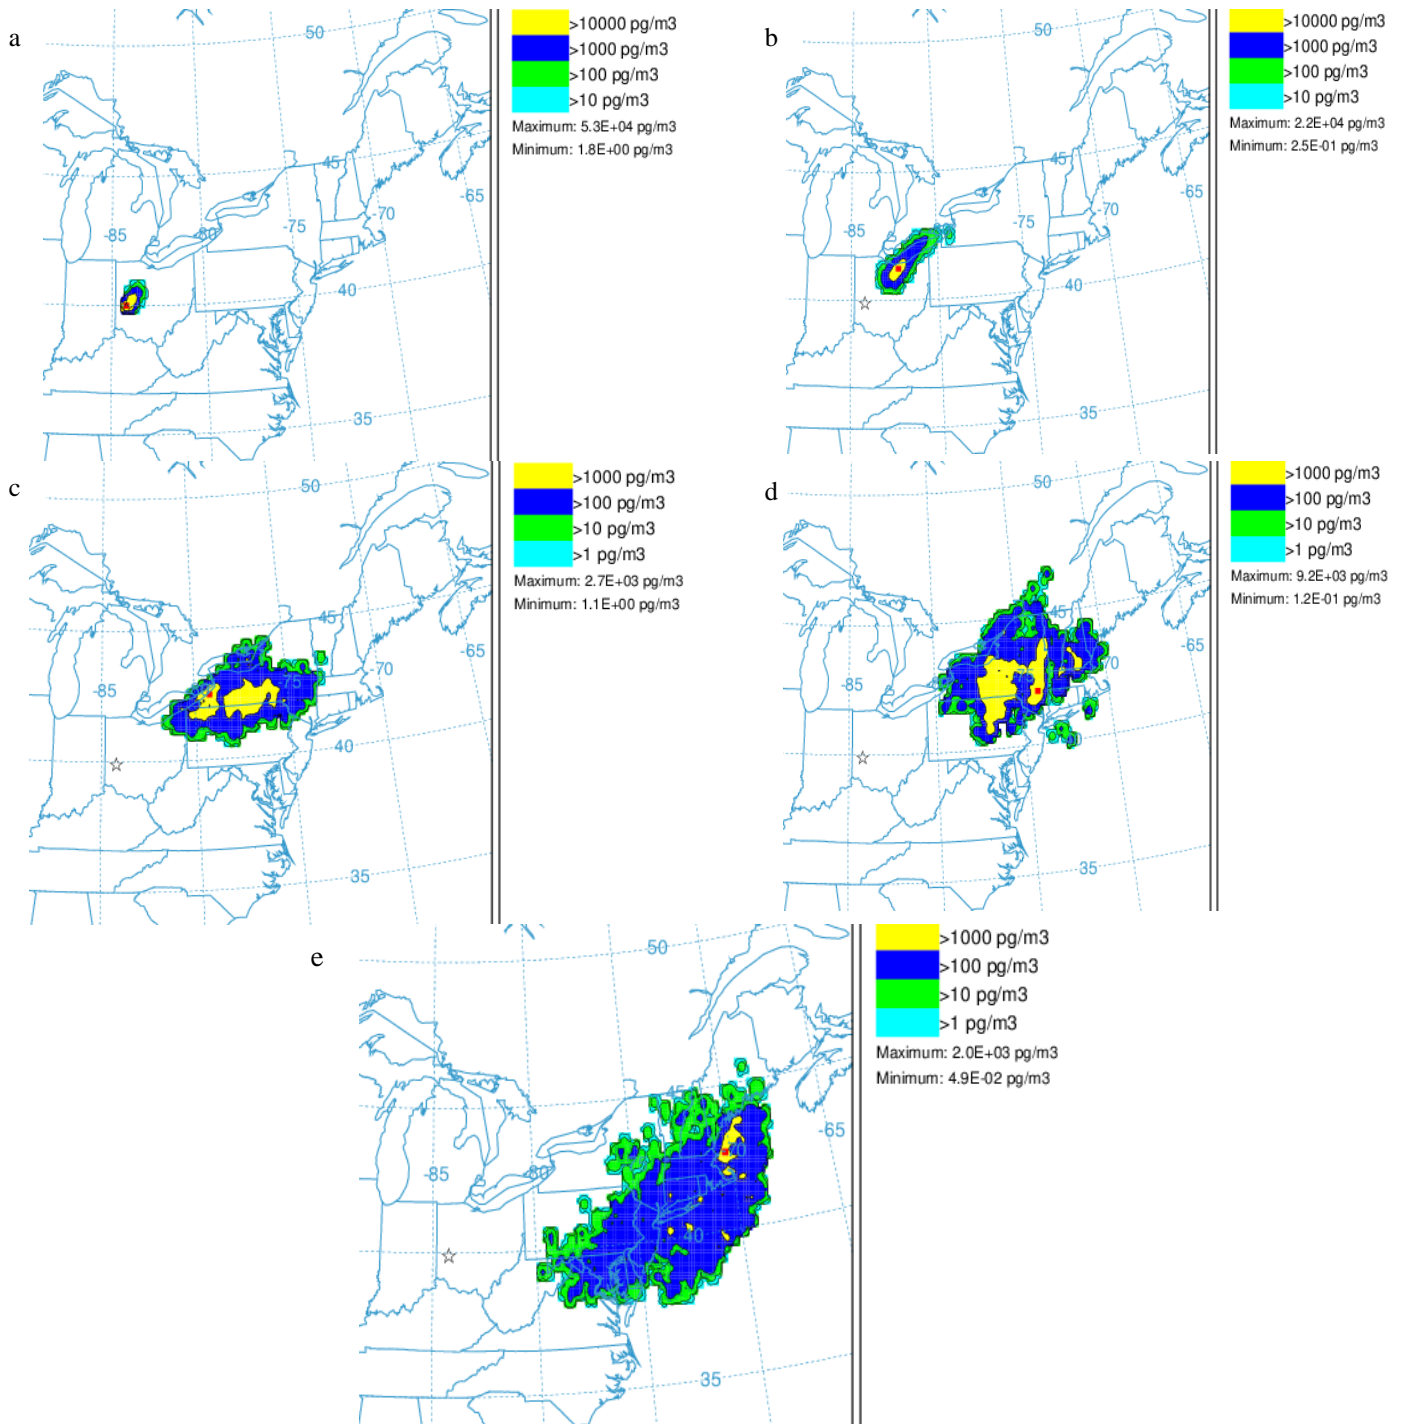 a
>10000 pg/m3
>1000 pg/m3
>100 pg/m3
>10 pg/m3
Maximum: 5.3E+04 pg/m3
Minimum: 1.8E+00 pg/m3
50
45
-65
-70
-75
-80
-85
40
35
b
>10000 pg/m3
>1000 pg/m3
>100 pg/m3
>10 pg/m3
Maximum: 2.2E+04 pg/m3
Minimum: 2.5E-01 pg/m3
50
45
-65
-70
-75
-85
40
35
c
>1000 pg/m3
>100 pg/m3
>10 pg/m3
>1 pg/m3
Maximum: 2.7E+03 pg/m3
Minimum: 1.1E+00 pg/m3
50
45
-65
-70
-75
-85
40
35
d
>1000 pg/m3
>100 pg/m3
>10 pg/m3
>1 pg/m3
Maximum: 9.2E+03 pg/m3
Minimum: 1.2E-01 pg/m3
50
45
-65
-70
-85
40
35
e
>1000 pg/m3
>100 pg/m3
>10 pg/m3
>1 pg/m3
Maximum: 2.0E+03 pg/m3
Minimum: 4.9E-02 pg/m3
50
45
-65
-80
-85
40
35